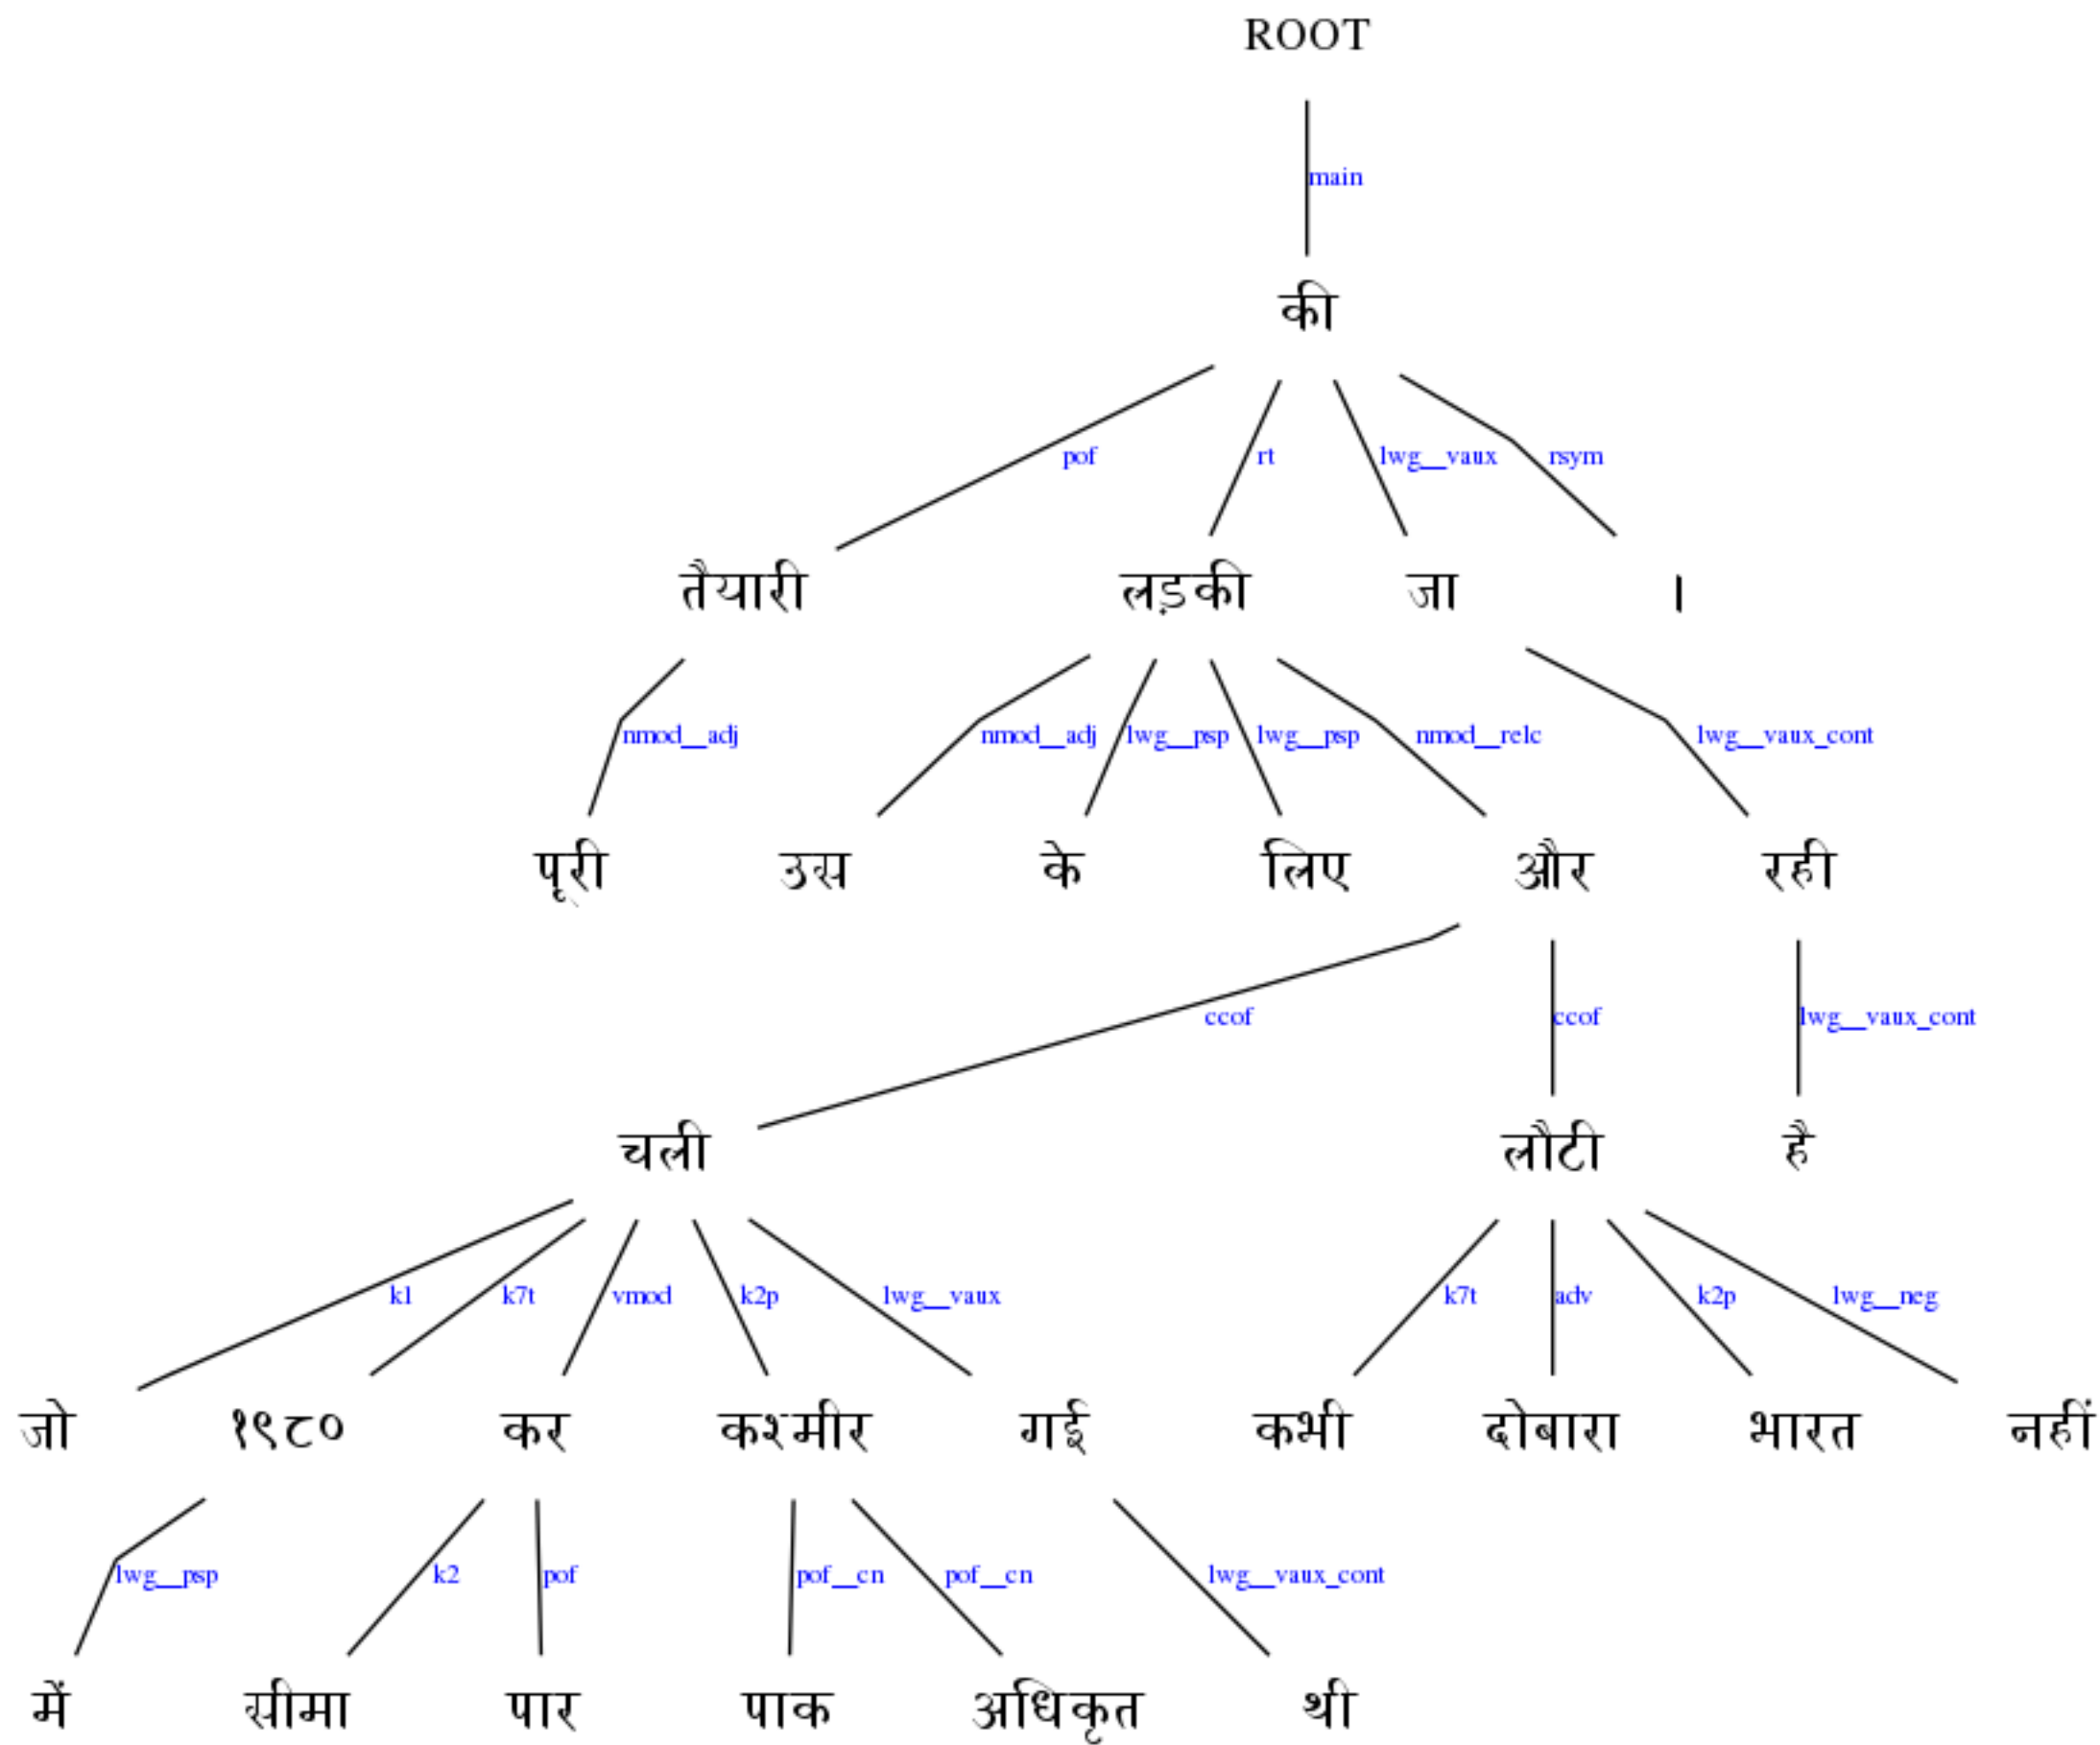 ROOT
main
की
pof rt lwg__vaux rsym
तैयारी लड़की जा ।
nmod__adj nmod__adj lwg__psp lwg__psp nmod__relc lwg__vaux_cont
पूरी उस के लिए और रही
ccof ccof lwg__vaux_cont
चली लौटी है
k1 k7t vmod k2p lwg__vaux k7t adv k2p lwg__neg
जो १९८० कर कश्मीर गई कभी दोबारा भारत नहीं
lwg__psp k2 pof pof__cn pof__cn lwg__vaux_cont
में सीमा पार पाक अधिकृत थी